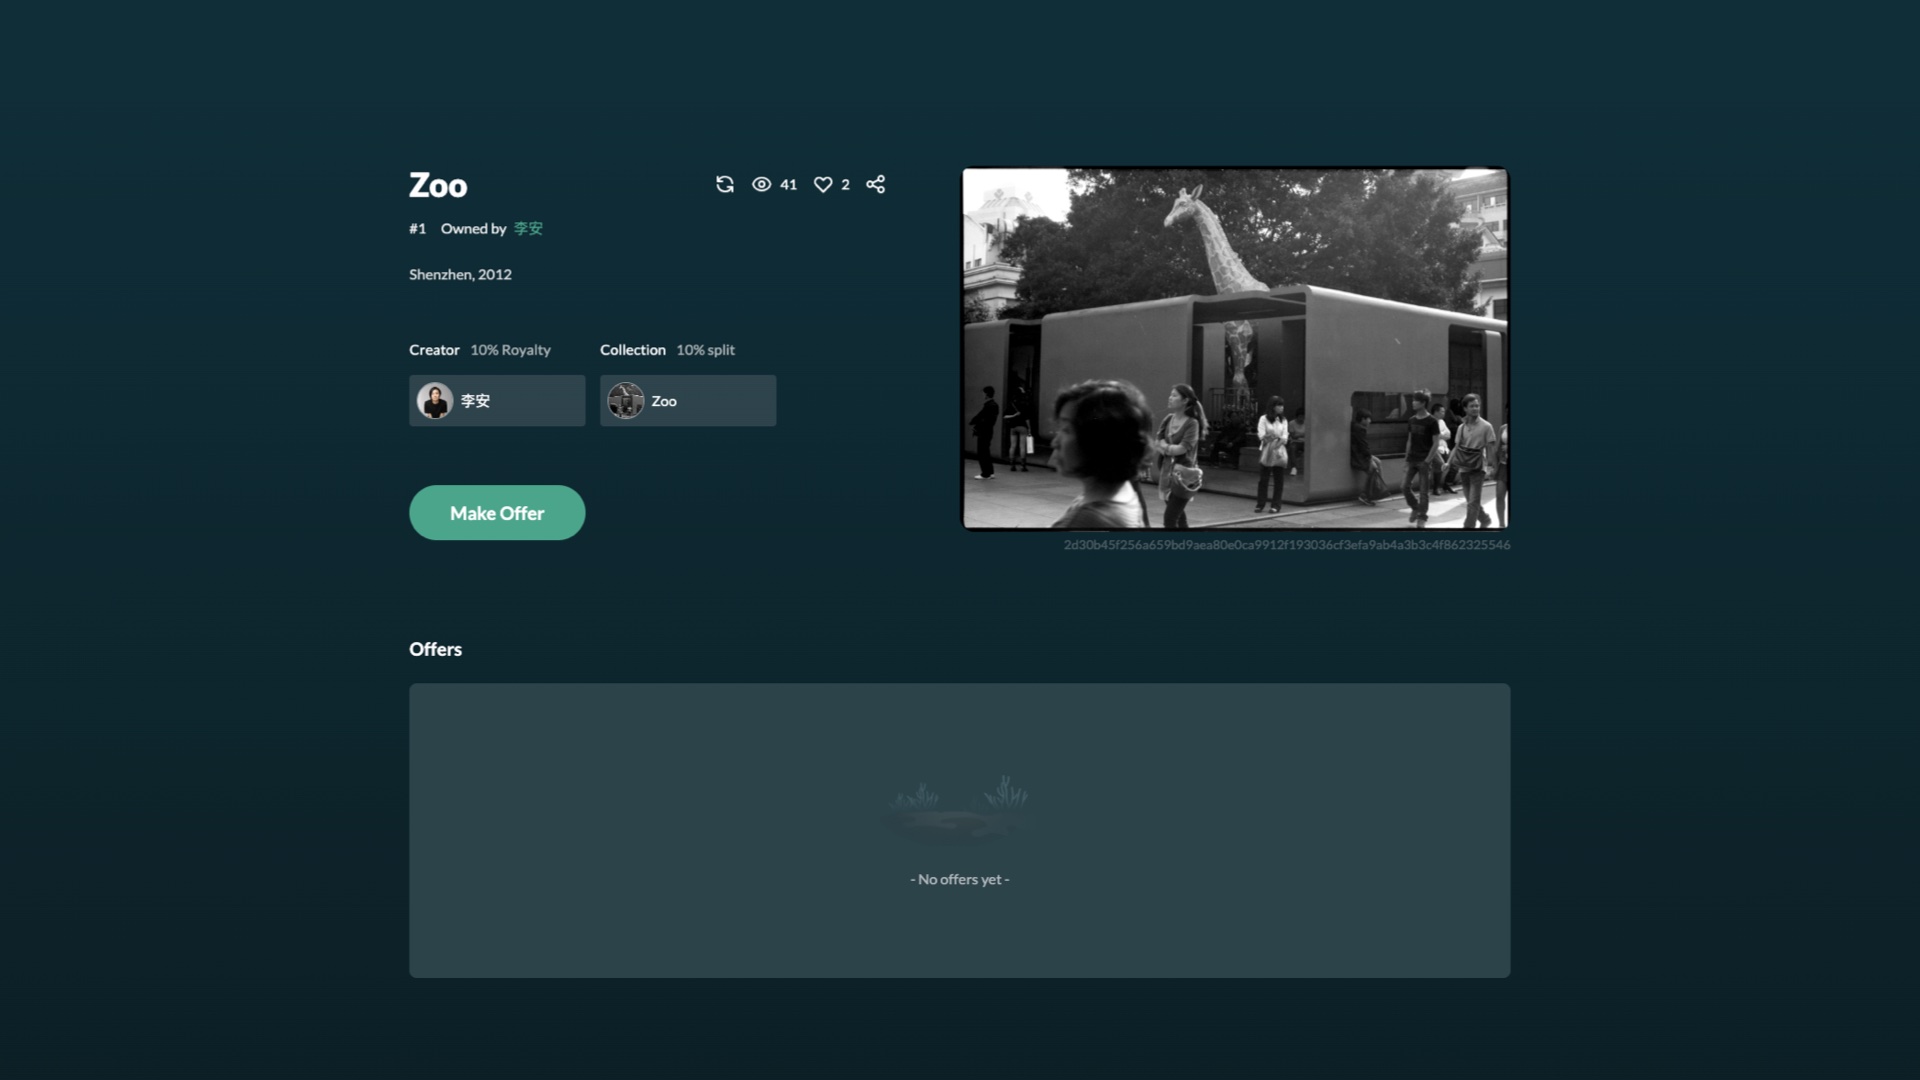 Zoo
41
2
#1 Owned by 李安
Shenzhen, 2012
Creator 10% Royalty
Collection 10% split
李安
Zoo
Make Offer
2d30b45f256a659bd9aea80e0ca9912f193036cf3efa9ab4a3b3c4f862325546
Offers
- No offers yet -